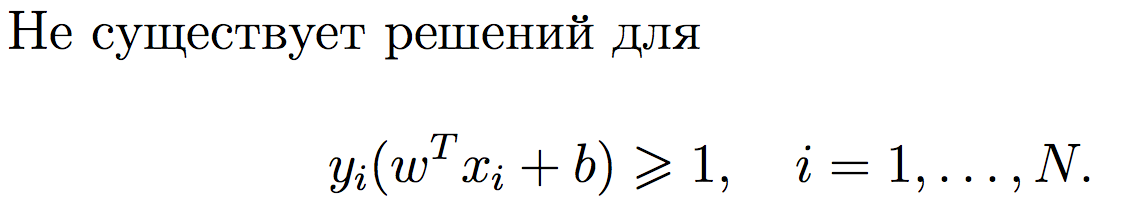 Не существует решений для
yᵢ(wᵀxᵢ + b) ⩾ 1, i = 1, . . . , N.